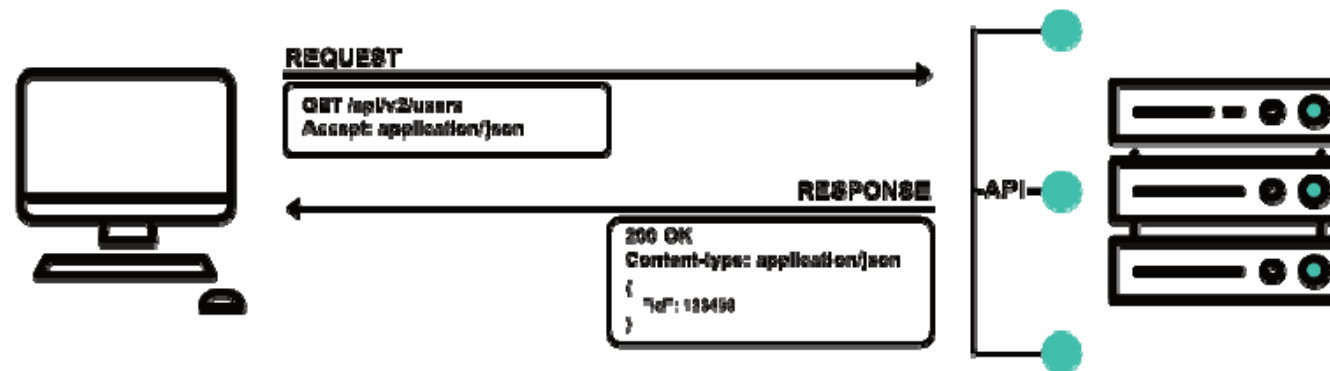 REQUEST
GET /api/v2/users
Accept: application/json
RESPONSE
API
200 OK
Content-type: application/json
{
"id": 123456
}